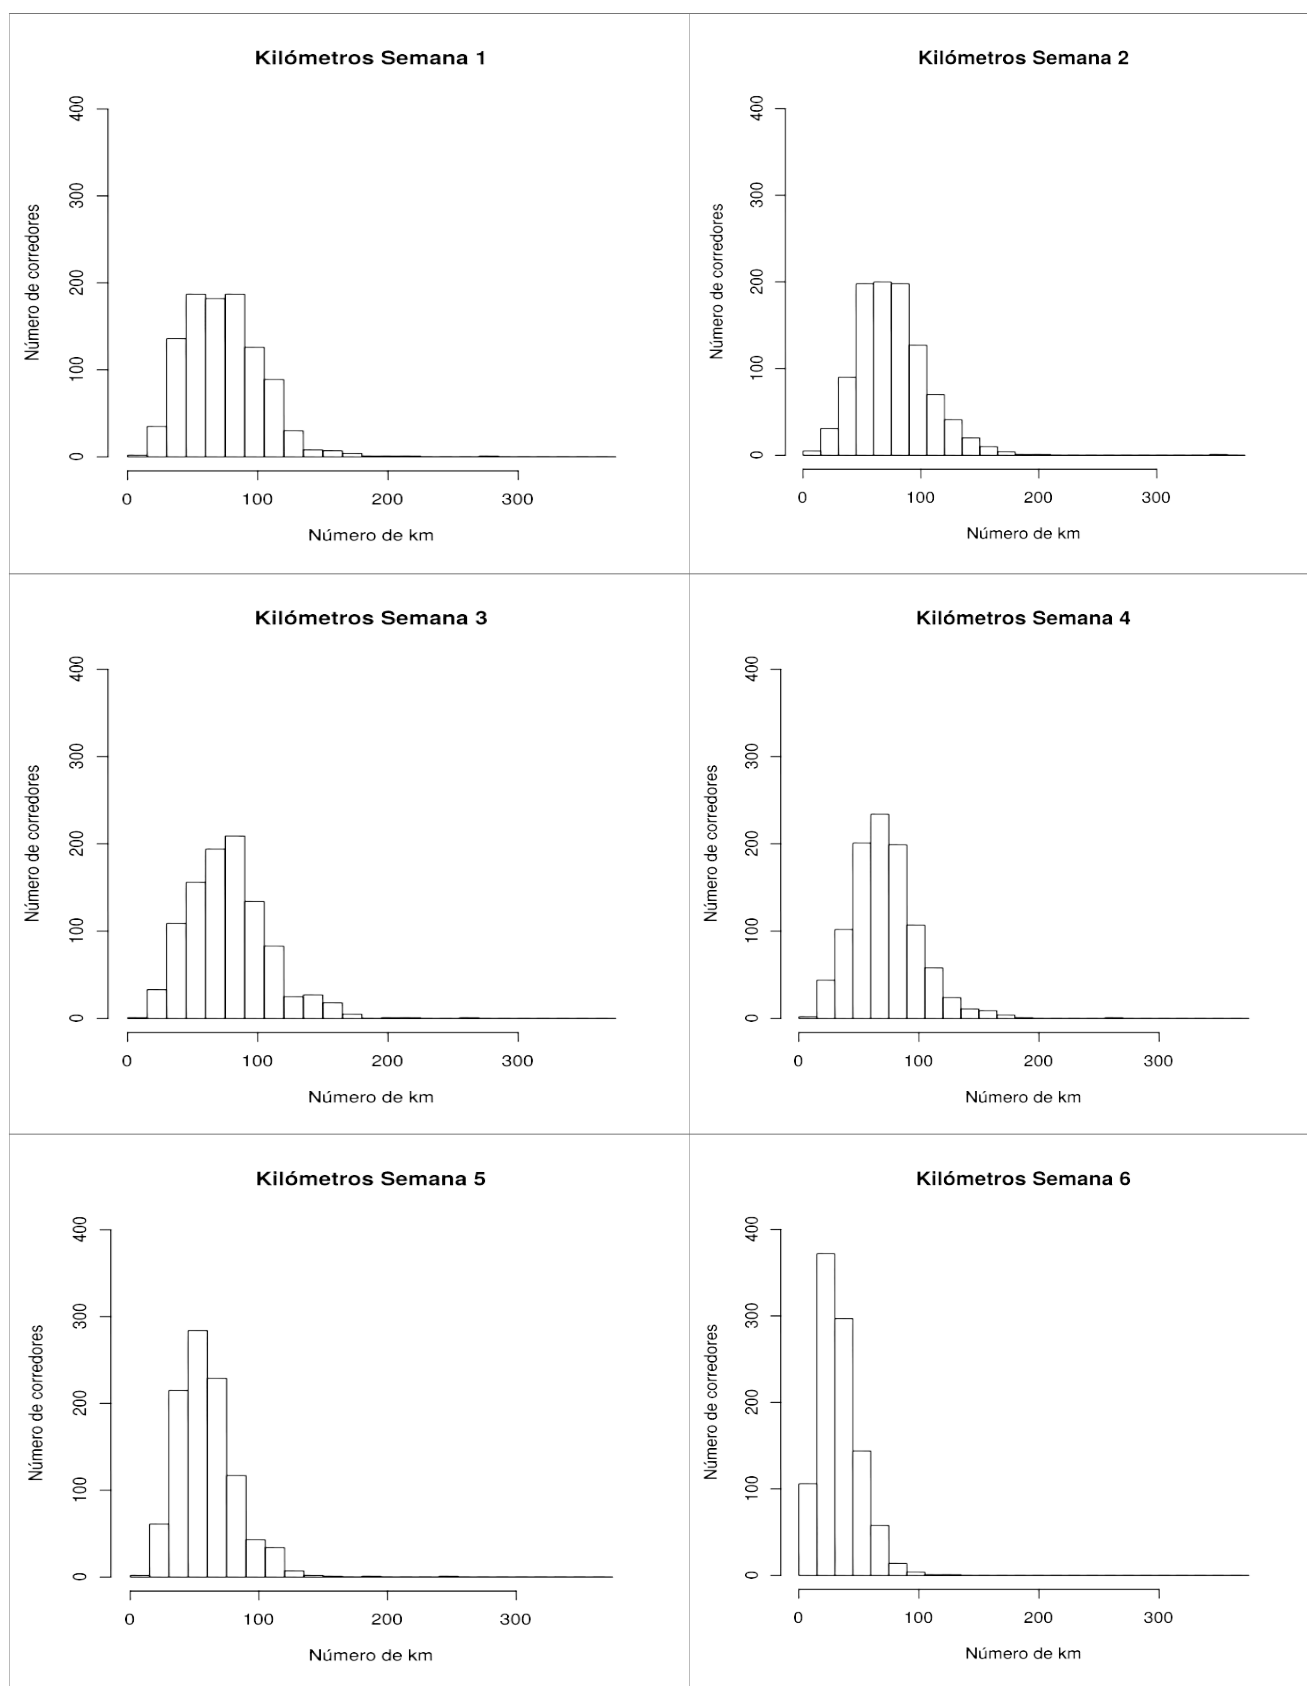 Kilómetros Semana 1
Número de corredores
400
300
200
100
0
0 100 200 300
Número de km
Kilómetros Semana 2
Número de corredores
400
300
200
100
0
0 100 200 300
Número de km
Kilómetros Semana 3
Número de corredores
400
300
200
100
0
0 100 200 300
Número de km
Kilómetros Semana 4
Número de corredores
400
300
200
100
0
0 100 200 300
Número de km
Kilómetros Semana 5
Número de corredores
400
300
200
100
0
0 100 200 300
Número de km
Kilómetros Semana 6
Número de corredores
400
300
200
100
0
0 100 200 300
Número de km